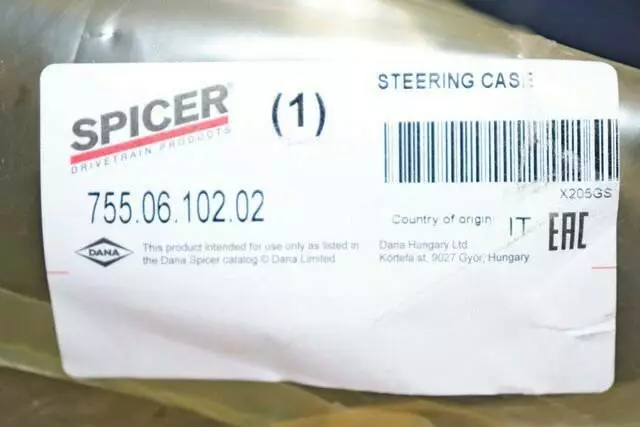 SPICER®
DRIVETRAIN PRODUCTS
(1)
STEERING CASE
X205GS
755.06.102.02
Country of origin: IT
EAC
DANA
This product intended for use only as listed in
the Dana Spicer catalog © Dana Limited
Dana Hungary Ltd
Kortefa st, 9027 Gyor, Hungary